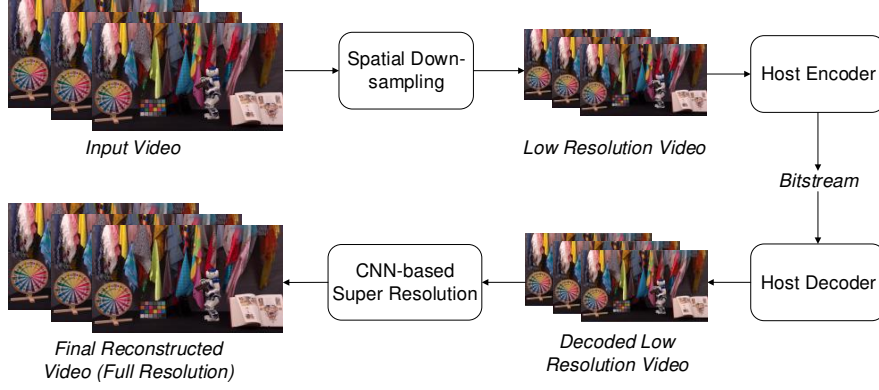 Spatial Down-
sampling
Host Encoder
Input Video
Low Resolution Video
Bitstream
CNN-based
Super Resolution
Host Decoder
Final Reconstructed
Video (Full Resolution)
Decoded Low
Resolution Video